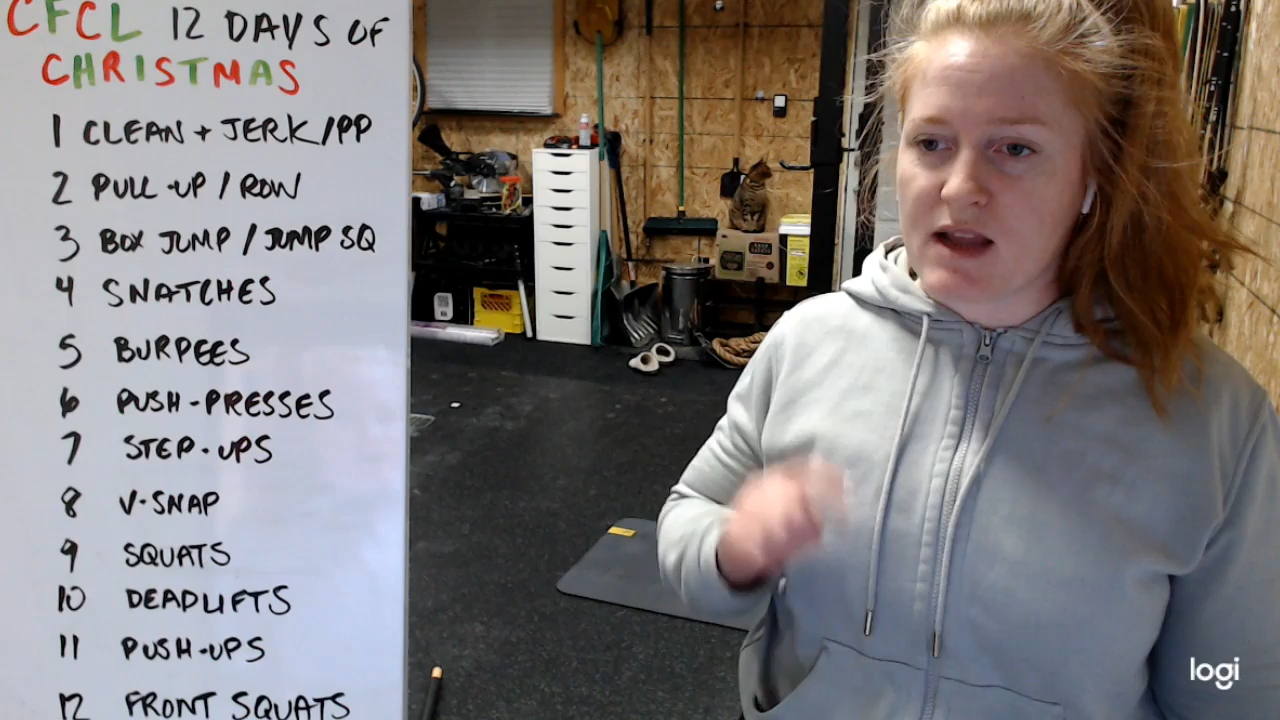 CFCL 12 DAYS OF
CHRISTMAS
1 CLEAN + JERK/PP
2 PULL-UP / ROW
3 BOX JUMP / JUMP SQ
4 SNATCHES
5 BURPEES
6 PUSH-PRESSES
7 STEP-UPS
8 V-SNAP
9 SQUATS
10 DEADLIFTS
11 PUSH-UPS
12 FRONT SQUATS
logi